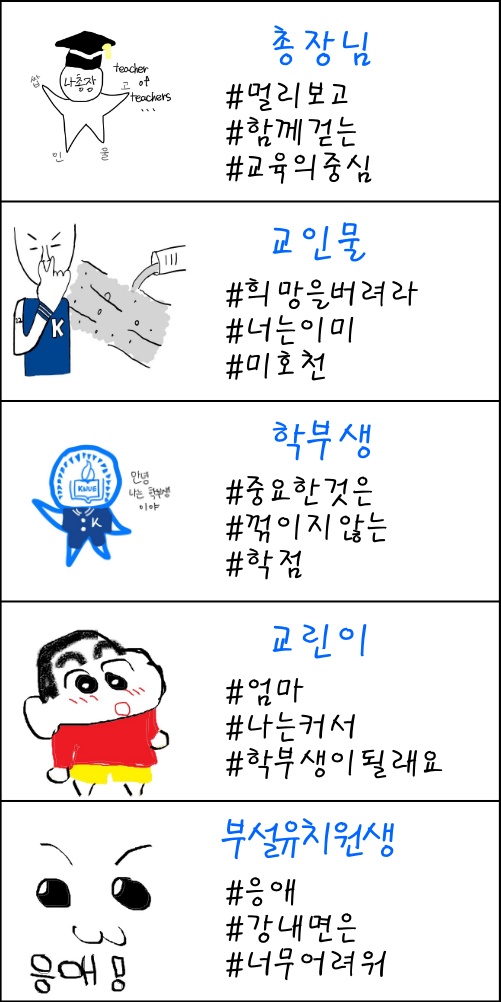 총장님
#멀리보고
#함께걷는
#교육의중심
쌉
나총장
고
인
물
teacher
of
teachers
...
교인물
#희망을버려라
#너는이미
#미호천
K
학부생
#중요한것은
#꺾이지않는
#학점
KNUE
K
안녕
나는 학부생
이야
교린이
#엄마
#나는커서
#학부생이될래요
부설유치원생
#응애
#강내면은
#너무어려워
응애